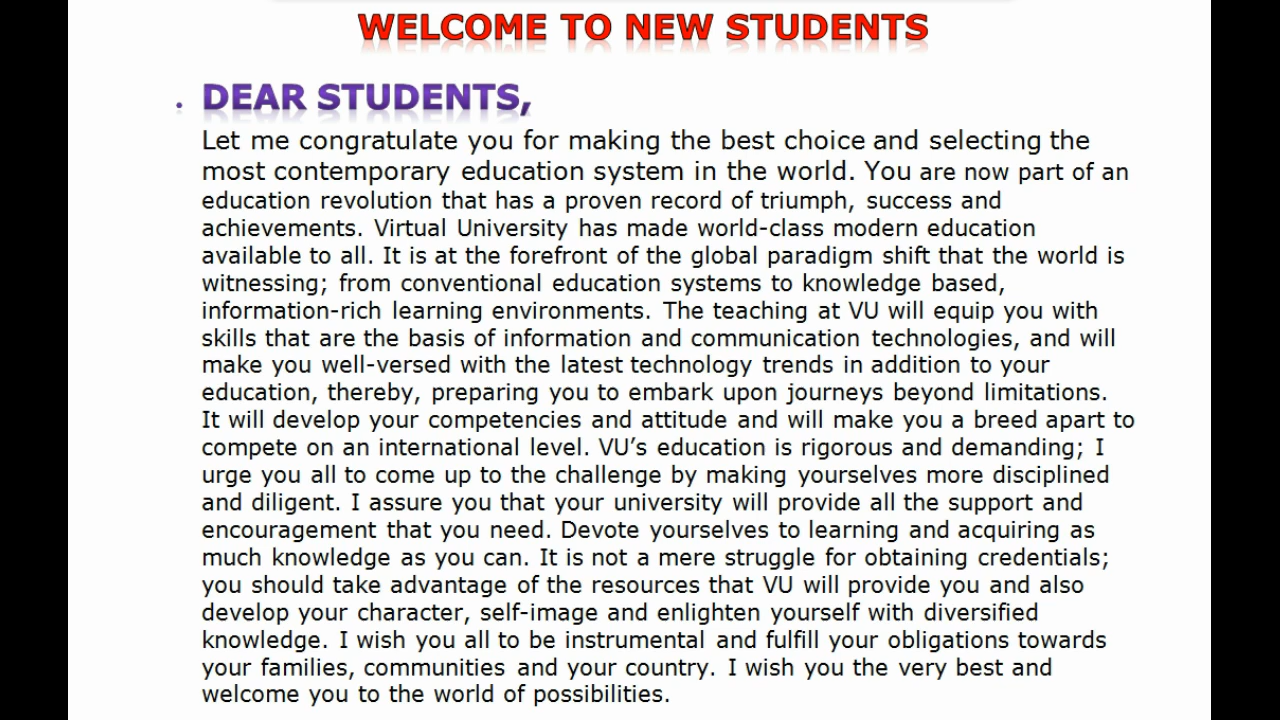 WELCOME TO NEW STUDENTS
• DEAR STUDENTS,
Let me congratulate you for making the best choice and selecting the
most contemporary education system in the world. You are now part of an
education revolution that has a proven record of triumph, success and
achievements. Virtual University has made world-class modern education
available to all. It is at the forefront of the global paradigm shift that the world is
witnessing; from conventional education systems to knowledge based,
information-rich learning environments. The teaching at VU will equip you with
skills that are the basis of information and communication technologies, and will
make you well-versed with the latest technology trends in addition to your
education, thereby, preparing you to embark upon journeys beyond limitations.
It will develop your competencies and attitude and will make you a breed apart to
compete on an international level. VU’s education is rigorous and demanding; I
urge you all to come up to the challenge by making yourselves more disciplined
and diligent. I assure you that your university will provide all the support and
encouragement that you need. Devote yourselves to learning and acquiring as
much knowledge as you can. It is not a mere struggle for obtaining credentials;
you should take advantage of the resources that VU will provide you and also
develop your character, self-image and enlighten yourself with diversified
knowledge. I wish you all to be instrumental and fulfill your obligations towards
your families, communities and your country. I wish you the very best and
welcome you to the world of possibilities.